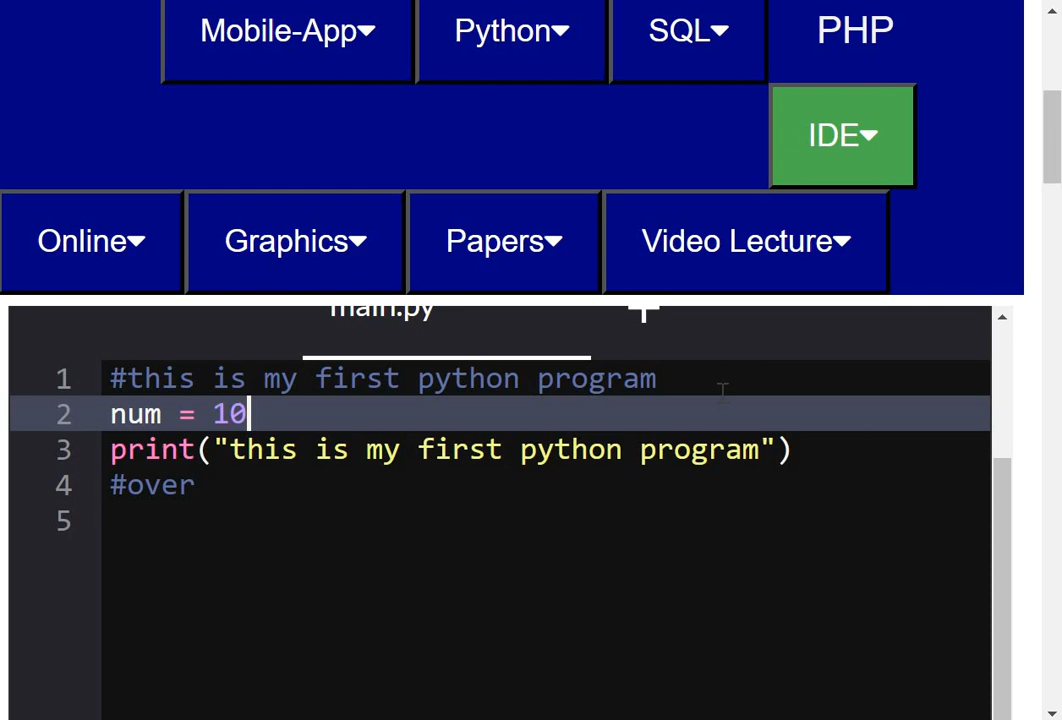 Mobile-App Python SQL PHP
IDE
Online Graphics Papers Video Lecture
main.py +
1 #this is my first python program
2 num = 10
3 print("this is my first python program")
4 #over
5